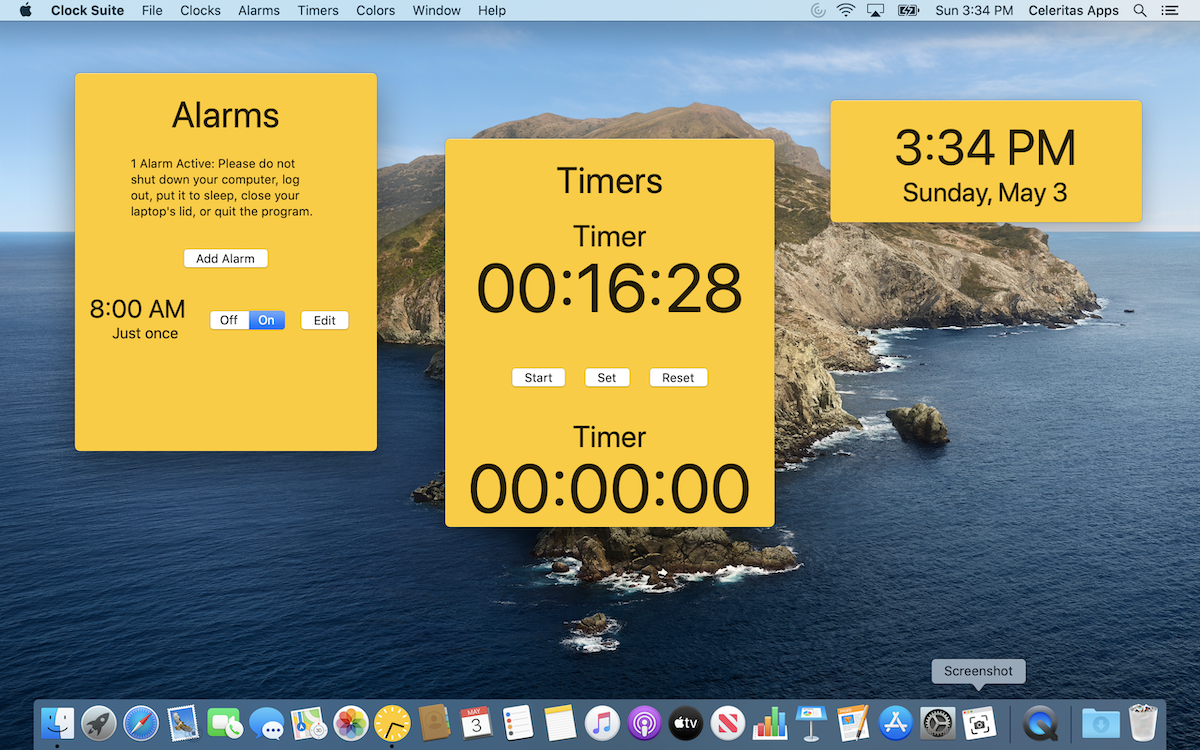 Clock Suite File Clocks Alarms Timers Colors Window Help Sun 3:34 PM Celeritas Apps
Alarms
1 Alarm Active: Please do not
shut down your computer, log
out, put it to sleep, close your
laptop's lid, or quit the program.
Add Alarm
8:00 AM
Just once
Off On Edit
Timers
Timer
00:16:28
Start Set Reset
Timer
00:00:00
3:34 PM
Sunday, May 3
Screenshot
MAY
3
tv